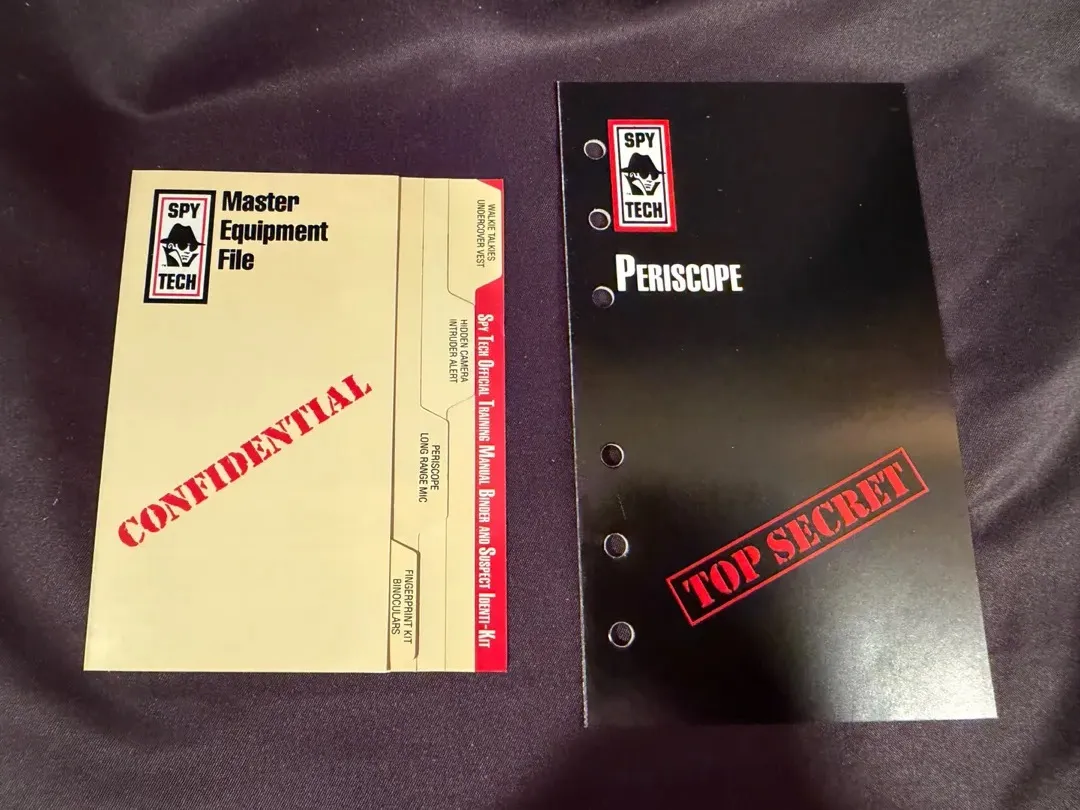 SPY
TECH
Master
Equipment
File
CONFIDENTIAL
WALKIE TALKIES
UNDERCOVER VEST
HIDDEN CAMERA
INTRUDER ALERT
PERISCOPE
LONG RANGE MIC
FINGERPRINT KIT
BINOCULARS
SPY TECH OFFICIAL TRAINING MANUAL BINDER AND SUSPECT IDENTI-KIT
SPY
TECH
PERISCOPE
TOP SECRET